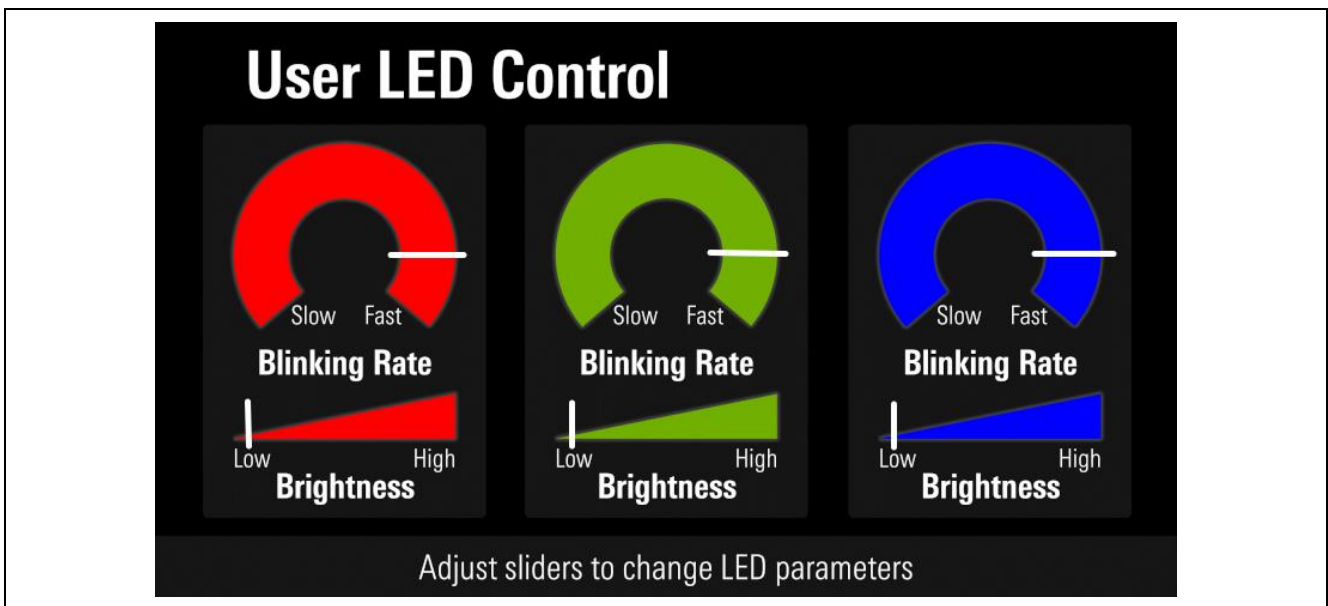 User LED Control
Slow Fast
Blinking Rate
Low High
Brightness
Slow Fast
Blinking Rate
Low High
Brightness
Slow Fast
Blinking Rate
Low High
Brightness
Adjust sliders to change LED parameters